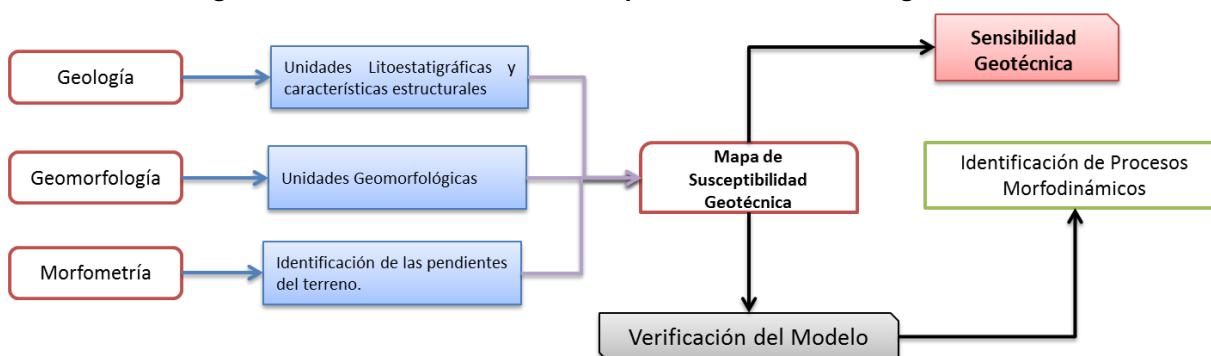 Geología
Unidades Litoestatigráficas y
características estructurales
Geomorfología
Unidades Geomorfológicas
Morfometría
Identificación de las pendientes
del terreno.
Mapa de
Susceptibilidad
Geotécnica
Sensibilidad
Geotécnica
Identificación de Procesos
Morfodinámicos
Verificación del Modelo